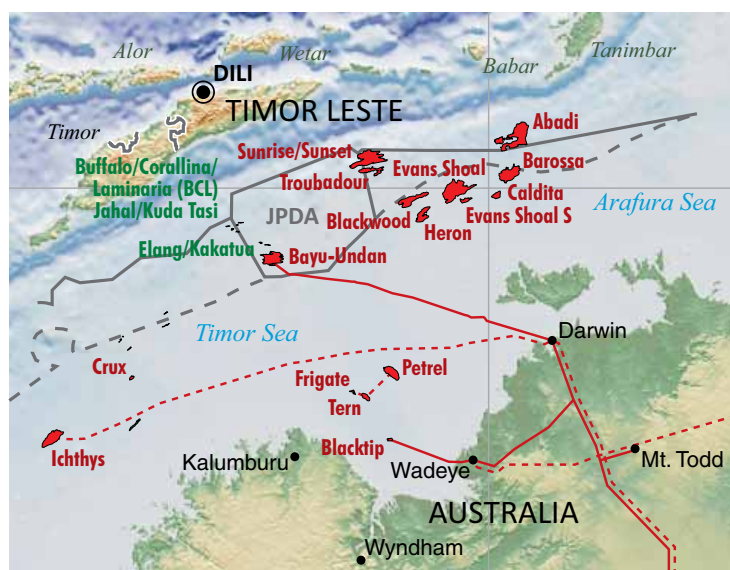 Alor
Wetar
Babar
Tanimbar
DILI
TIMOR LESTE
Timor
Abadi
Sunrise/Sunset
Evans Shoal
Barossa
Buffalo/Corallina/
Laminaria (BCL)
Jahal/Kuda Tasi
Troubadour
Caldita
Arafura Sea
JPDA
Blackwood
Evans Shoal S
Heron
Elang/Kakatua
Bayu-Undan
Timor Sea
Darwin
Crux
Petrel
Frigate
Tern
Blacktip
Ichthys
Kalumburu
Wadeye
Mt. Todd
AUSTRALIA
Wyndham